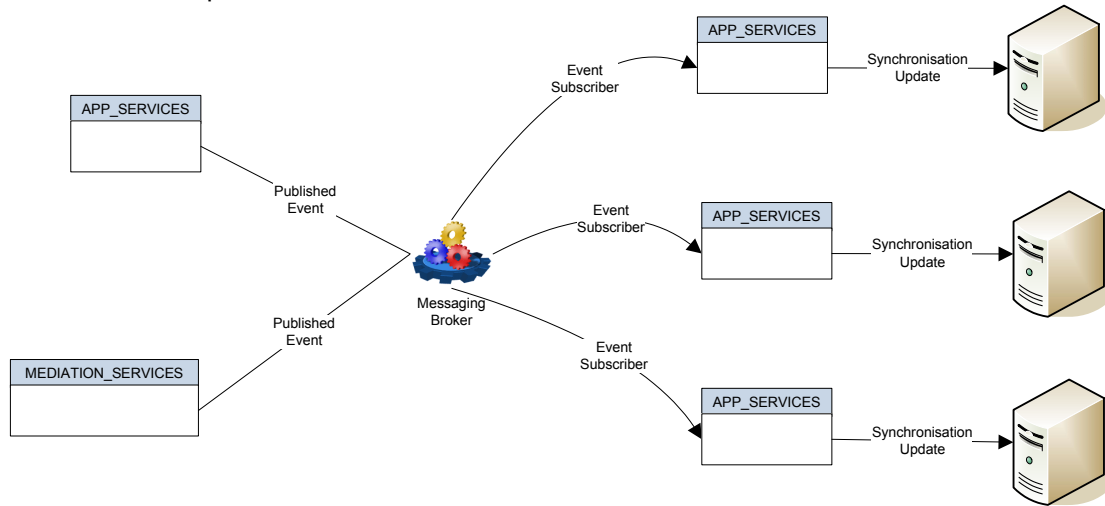 APP_SERVICES
Published
Event
MEDIATION_SERVICES
Published
Event
Messaging
Broker
Event
Subscriber
APP_SERVICES
Synchronisation
Update
Event
Subscriber
APP_SERVICES
Synchronisation
Update
Event
Subscriber
APP_SERVICES
Synchronisation
Update